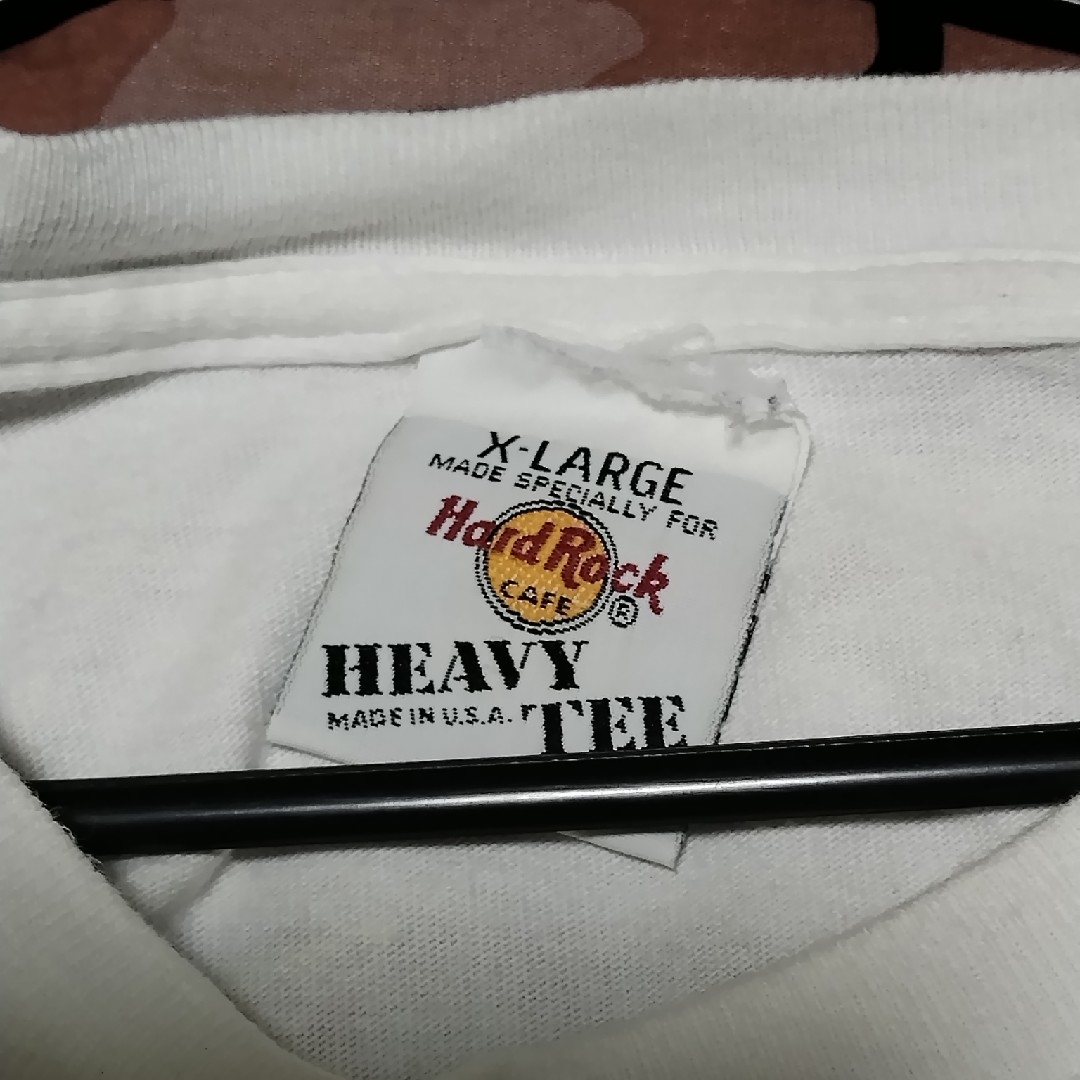 X-LARGE
MADE SPECIALLY FOR
Hard Rock
CAFE
®
HEAVY
MADE IN U.S.A. TEE